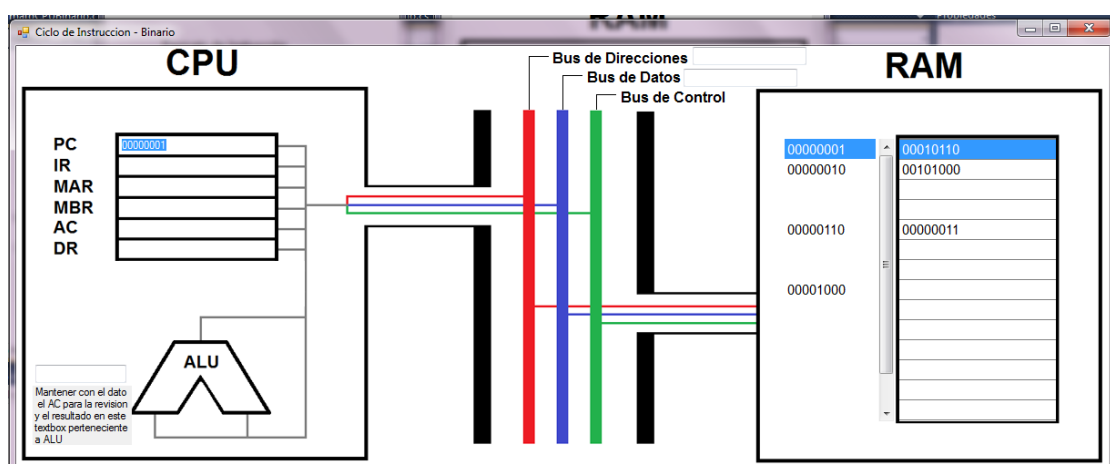 RAM
Propiedades
Ciclo de Instruccion - Binario
CPU
Bus de Direcciones
Bus de Datos
Bus de Control
RAM
PC 00000001
IR
MAR
MBR
AC
DR
00000001 00010110
00000010 00101000
00000110 00000011
00001000
ALU
Mantener con el dato
el AC para la revision
y el resultado en este
textbox perteneciente
a ALU